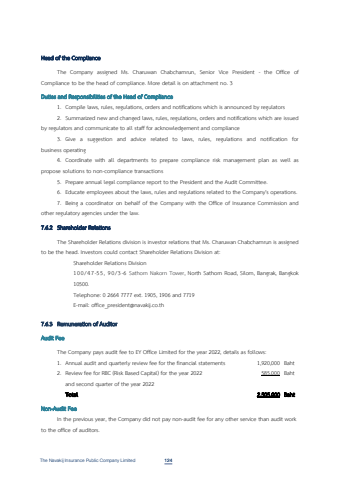 Head of the Compliance
The Company assigned Ms. Charuwan Chabchamrun, Senior Vice President - the Office of
Compliance to be the head of compliance. More detail is on attachment no. 3
Duties and Responsibilities of the Head of Compliance
1. Compile laws, rules, regulations, orders and notifications which is announced by regulators
2. Summarized new and changed laws, rules, regulations, orders and notifications which are issued
by regulators and communicate to all staff for acknowledgement and compliance
3. Give a suggestion and advice related to laws, rules, regulations and notification for
business operating
4. Coordinate with all departments to prepare compliance risk management plan as well as
propose solutions to non-compliance transactions
5. Prepare annual legal compliance report to the President and the Audit Committee.
6. Educate employees about the laws, rules and regulations related to the Company's operations.
7. Being a coordinator on behalf of the Company with the Office of Insurance Commission and
other regulatory agencies under the law.
7.6.2 Shareholder Relations
The Shareholder Relations division is investor relations that Ms. Charuwan Chabchamrun is assigned
to be the head. Investors could contact Shareholder Relations Division at:
Shareholder Relations Division
100/47-55, 90/3-6 Sathorn Nakorn Tower, North Sathorn Road, Silom, Bangrak, Bangkok
10500.
Telephone: 0 2664 7777 ext. 1905, 1906 and 7719
E-mail: office_president@navakij.co.th
7.6.3 Remuneration of Auditor
Audit Fee
The Company pays audit fee to EY Office Limited for the year 2022, details as follows:
1. Annual audit and quarterly review fee for the financial statements 1,920,000 Baht
2. Review fee for RBC (Risk Based Capital) for the year 2022 585,000 Baht
and second quarter of the year 2022
Total 2,505,000 Baht
Non-Audit Fee
In the previous year, the Company did not pay non-audit fee for any other service than audit work
to the office of auditors.
The Navakij Insurance Public Company Limited 124